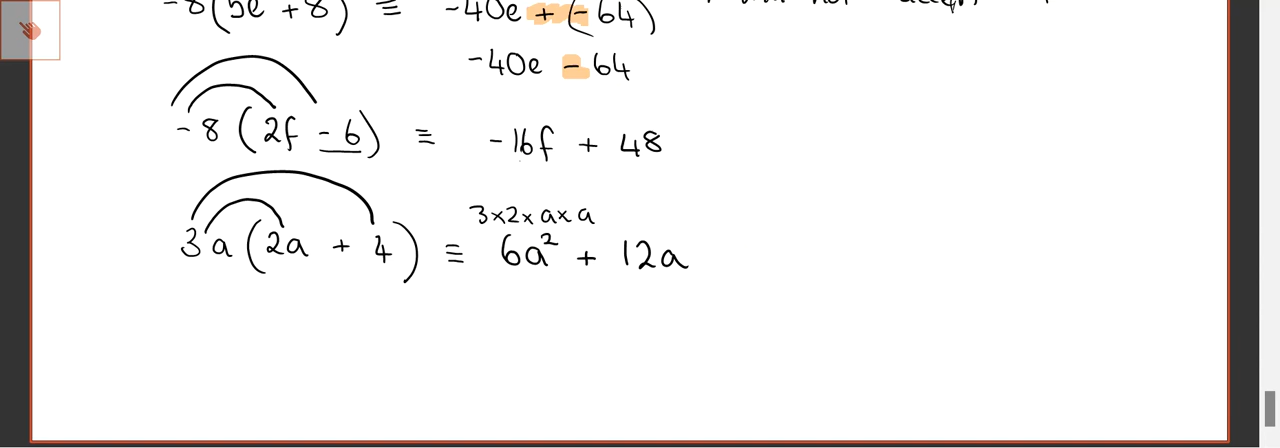 -8(5e + 8) ≡ -40e + (-64)
-40e - 64
-8(2f - 6) ≡ -16f + 48
3×2×a×a
3a(2a + 4) ≡ 6a² + 12a